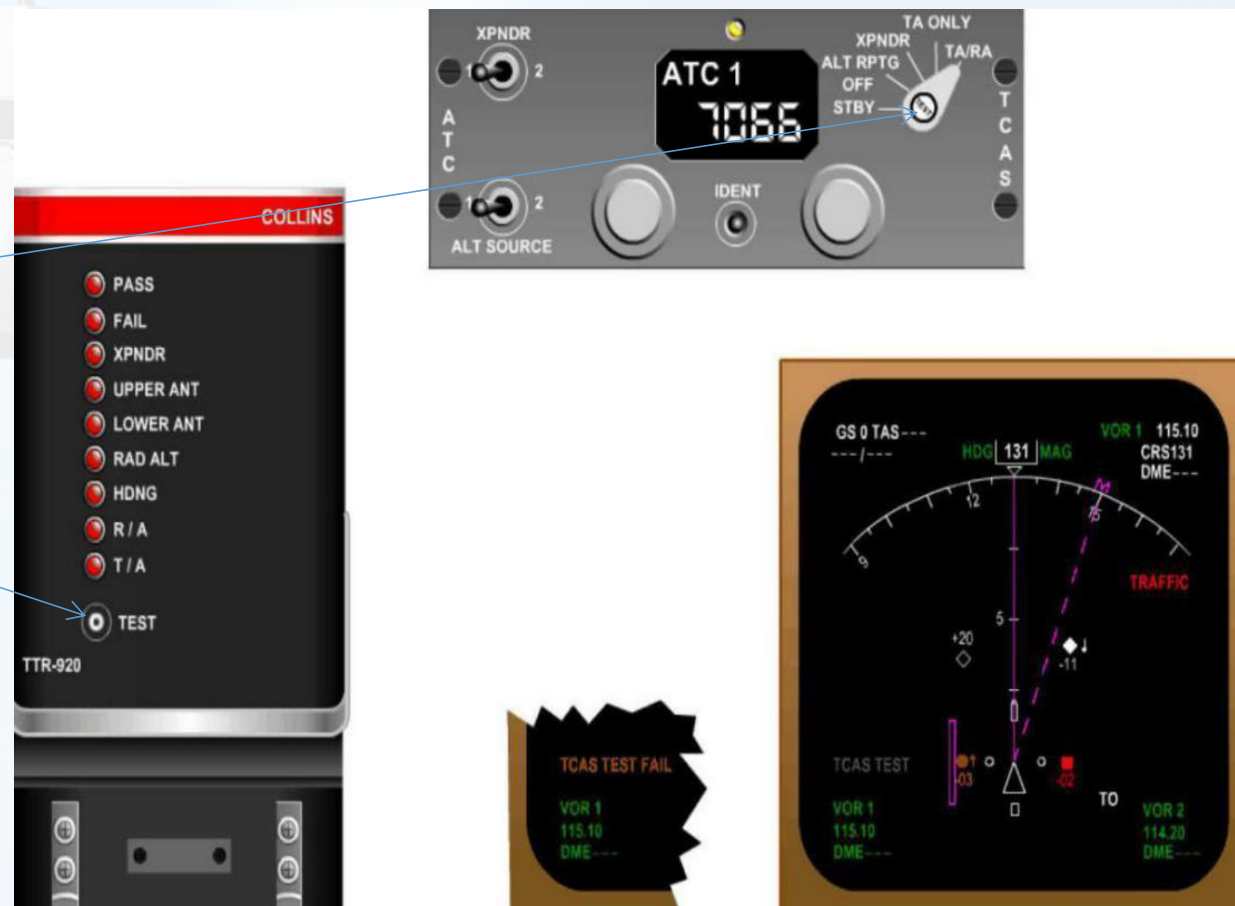 XPNDR
1 2
ATC
1 2
ALT SOURCE
ATC 1
7066
IDENT
TA ONLY
XPNDR
TA/RA
ALT RPTG
OFF
STBY
TEST
TCAS
COLLINS
PASS
FAIL
XPNDR
UPPER ANT
LOWER ANT
RAD ALT
HDNG
R / A
T / A
TEST
TTR-920
TCAS TEST FAIL
VOR 1
115.10
DME---
GS 0 TAS---
---/---
HDG 131 MAG
VOR 1 115.10
CRS131
DME---
9 12 15
TRAFFIC
5
+20
-11
TCAS TEST
-03
-02
TO
VOR 1
115.10
DME---
VOR 2
114.20
DME---